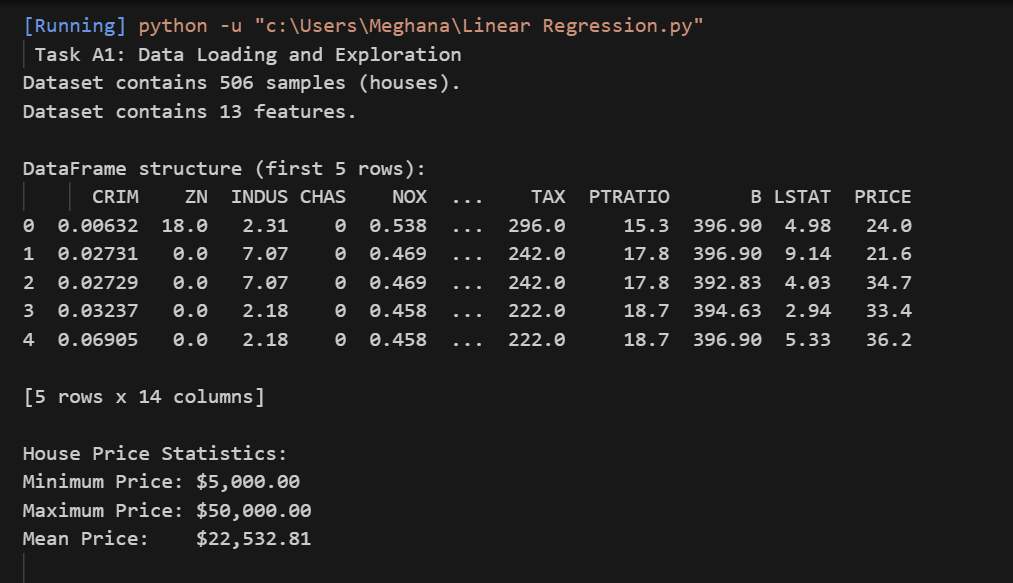 [Running] python -u "c:\Users\Meghana\Linear Regression.py"
Task A1: Data Loading and Exploration
Dataset contains 506 samples (houses).
Dataset contains 13 features.
DataFrame structure (first 5 rows):
CRIM ZN INDUS CHAS NOX ... TAX PTRATIO B LSTAT PRICE
0 0.00632 18.0 2.31 0 0.538 ... 296.0 15.3 396.90 4.98 24.0
1 0.02731 0.0 7.07 0 0.469 ... 242.0 17.8 396.90 9.14 21.6
2 0.02729 0.0 7.07 0 0.469 ... 242.0 17.8 392.83 4.03 34.7
3 0.03237 0.0 2.18 0 0.458 ... 222.0 18.7 394.63 2.94 33.4
4 0.06905 0.0 2.18 0 0.458 ... 222.0 18.7 396.90 5.33 36.2
[5 rows x 14 columns]
House Price Statistics:
Minimum Price: $5,000.00
Maximum Price: $50,000.00
Mean Price: $22,532.81